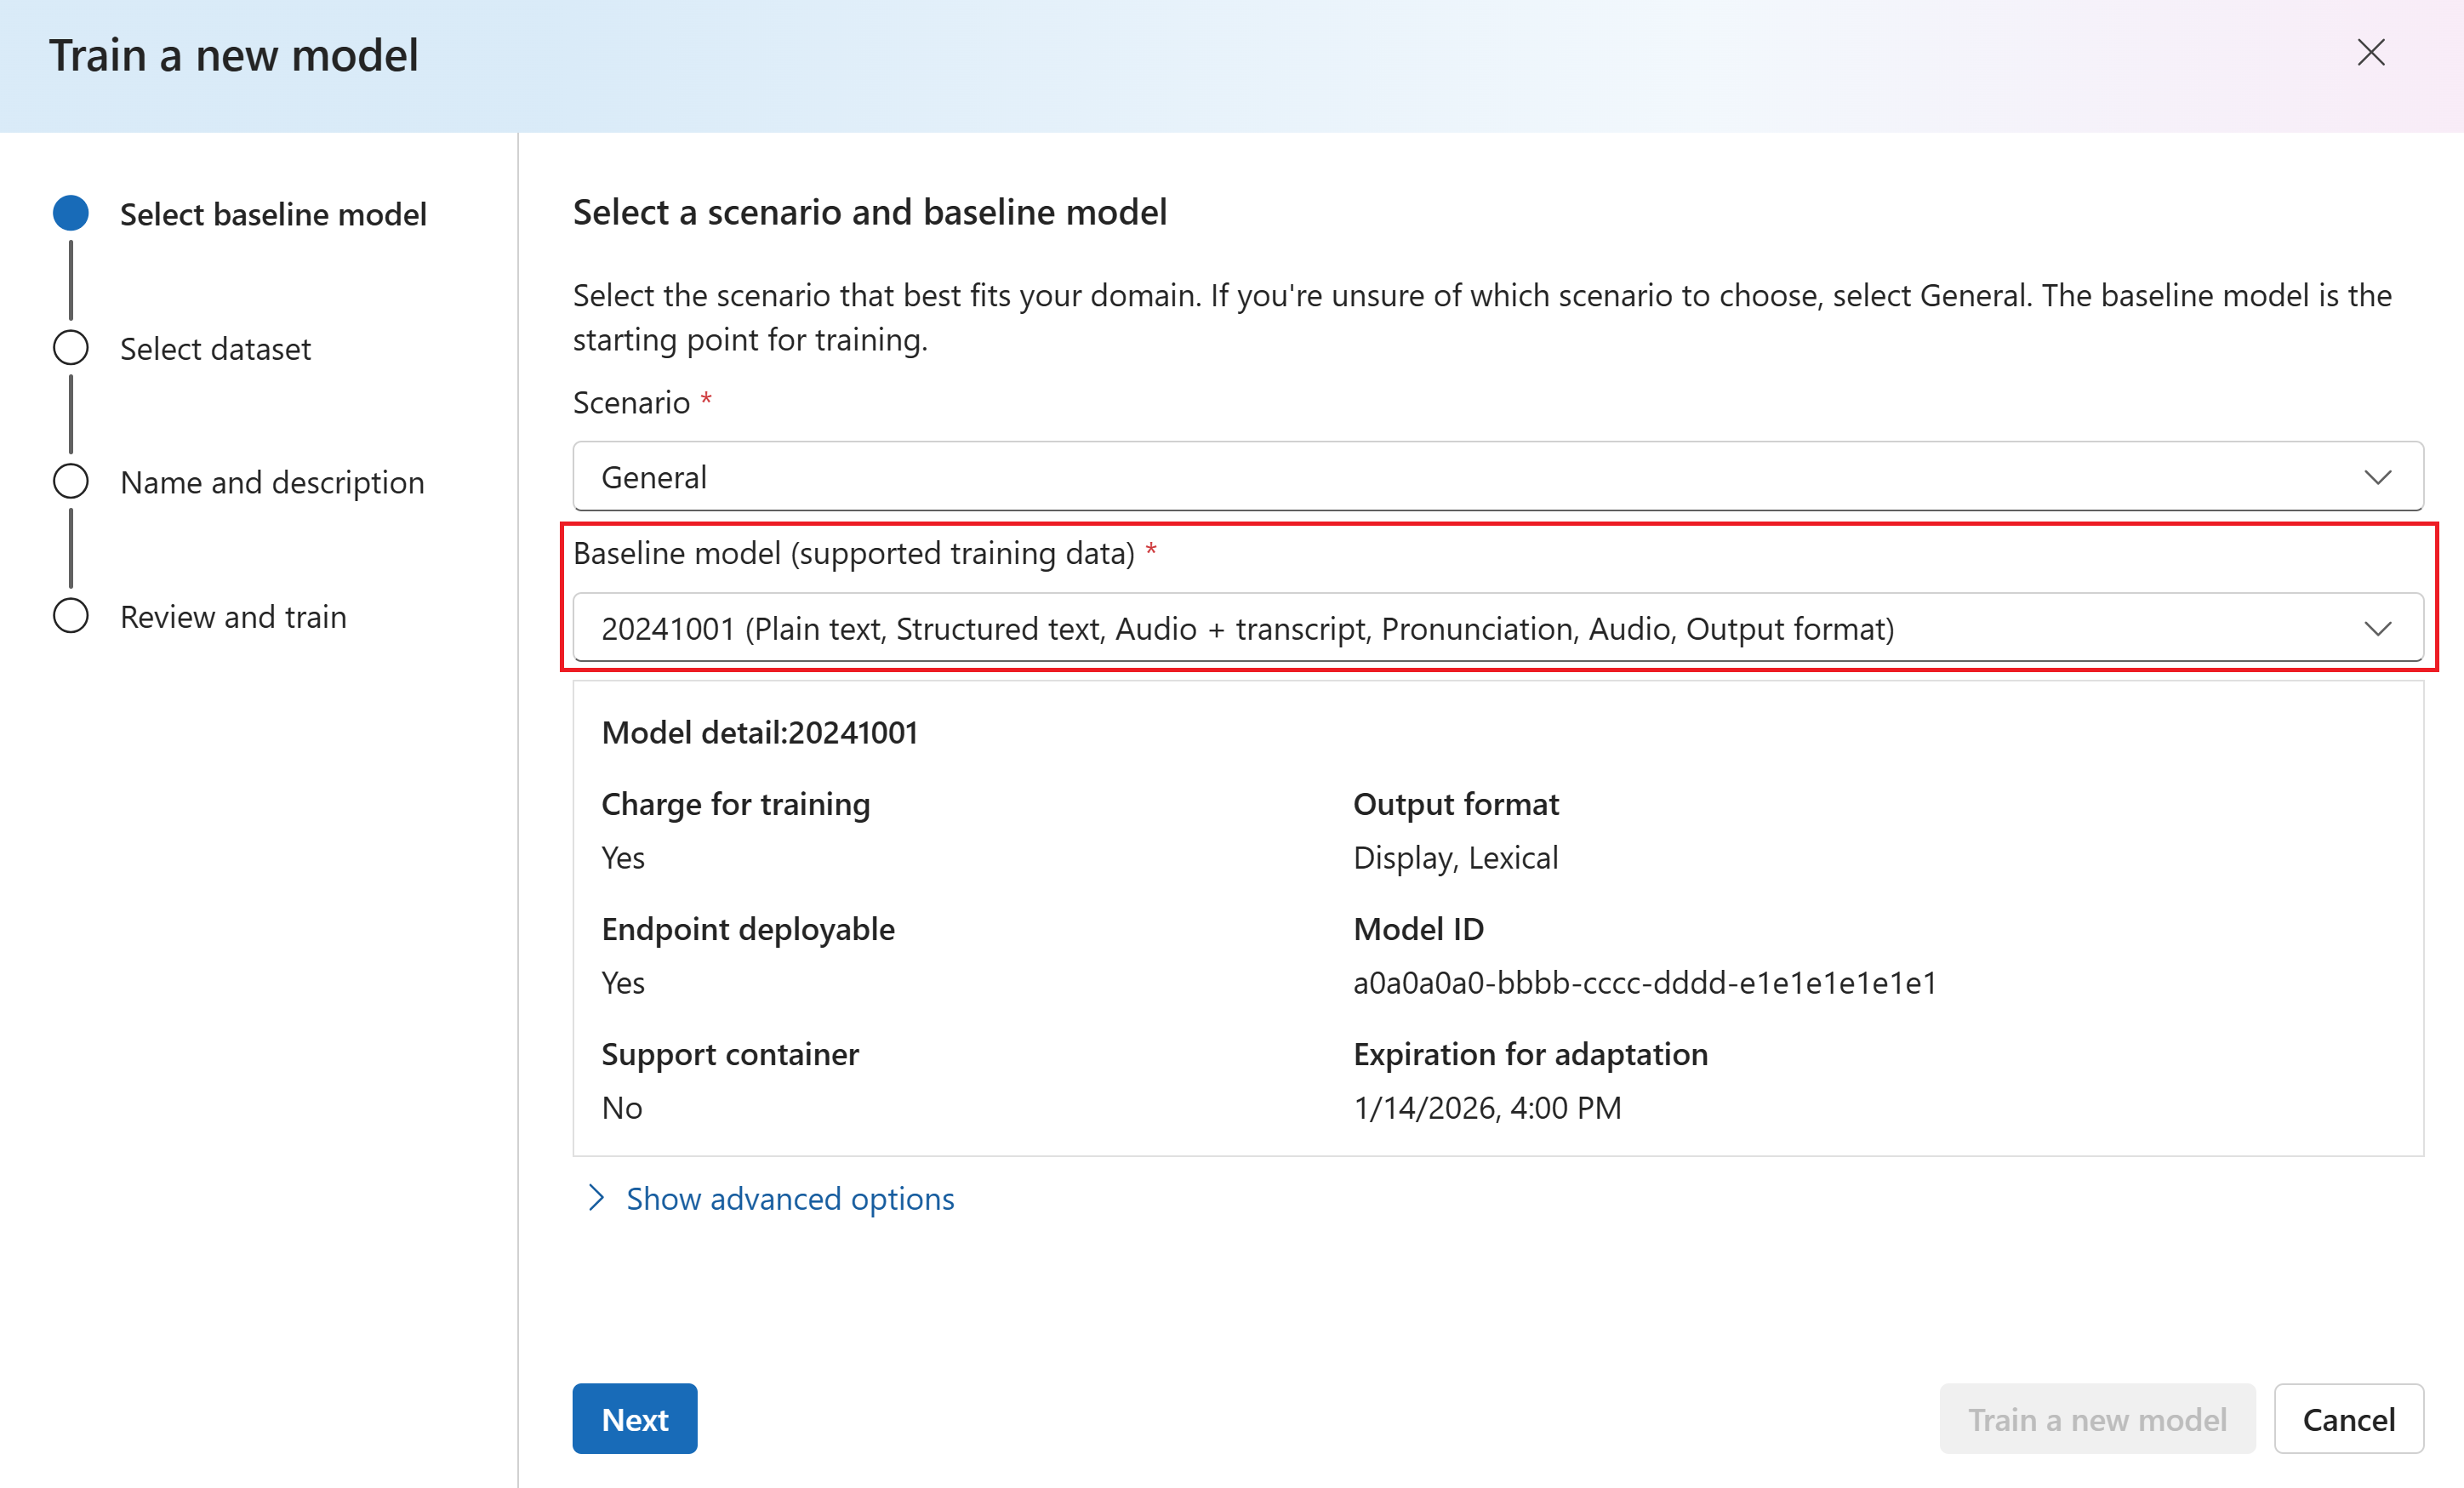 Train a new model
Select baseline model
Select dataset
Name and description
Review and train
Select a scenario and baseline model
Select the scenario that best fits your domain. If you're unsure of which scenario to choose, select General. The baseline model is the
starting point for training.
Scenario *
General
Baseline model (supported training data) *
20241001 (Plain text, Structured text, Audio + transcript, Pronunciation, Audio, Output format)
Model detail:20241001
Charge for training
Yes
Output format
Display, Lexical
Endpoint deployable
Yes
Model ID
a0a0a0a0-bbbb-cccc-dddd-e1e1e1e1e1e1
Support container
No
Expiration for adaptation
1/14/2026, 4:00 PM
Show advanced options
Next
Train a new model
Cancel